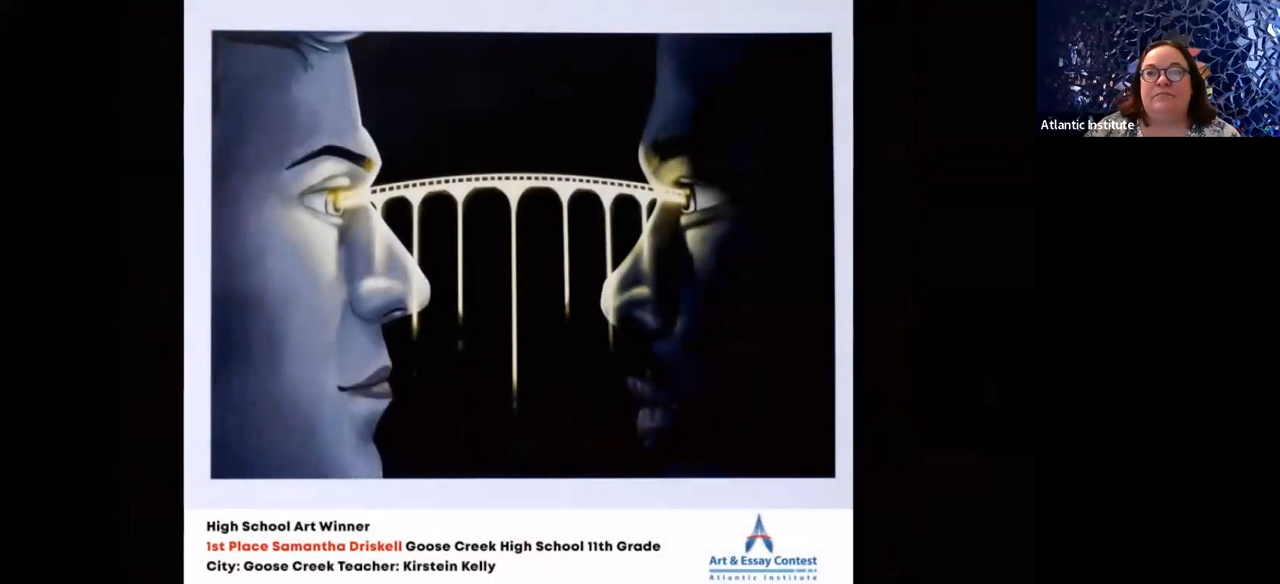 Atlantic Institute
High School Art Winner
1st Place Samantha Driskell Goose Creek High School 11th Grade
City: Goose Creek Teacher: Kirstein Kelly
Art & Essay Contest
Atlantic Institute